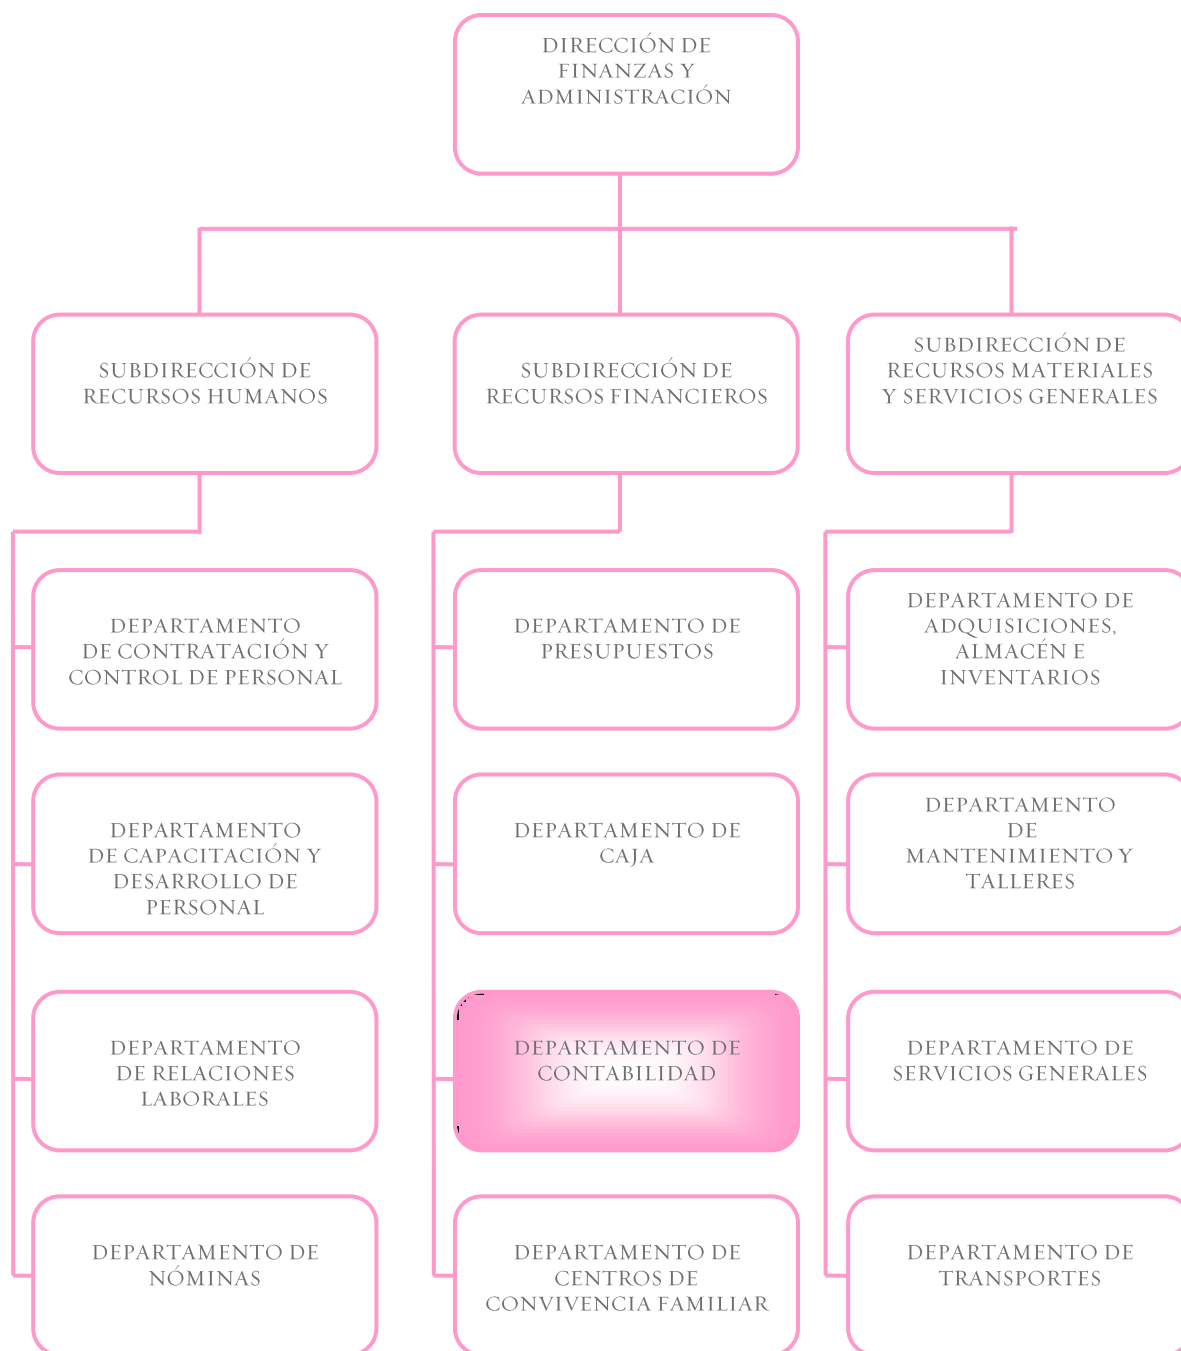 DIRECCIÓN DE
FINANZAS Y
ADMINISTRACIÓN
SUBDIRECCIÓN DE
RECURSOS HUMANOS
SUBDIRECCIÓN DE
RECURSOS FINANCIEROS
SUBDIRECCIÓN DE
RECURSOS MATERIALES
Y SERVICIOS GENERALES
DEPARTAMENTO
DE CONTRATACIÓN Y
CONTROL DE PERSONAL
DEPARTAMENTO DE
PRESUPUESTOS
DEPARTAMENTO DE
ADQUISICIONES,
ALMACÉN E
INVENTARIOS
DEPARTAMENTO
DE CAPACITACIÓN Y
DESARROLLO DE
PERSONAL
DEPARTAMENTO DE
CAJA
DEPARTAMENTO
DE
MANTENIMIENTO Y
TALLERES
DEPARTAMENTO
DE RELACIONES
LABORALES
DEPARTAMENTO DE
CONTABILIDAD
DEPARTAMENTO DE
SERVICIOS GENERALES
DEPARTAMENTO DE
NÓMINAS
DEPARTAMENTO DE
CENTROS DE
CONVIVENCIA FAMILIAR
DEPARTAMENTO DE
TRANSPORTES